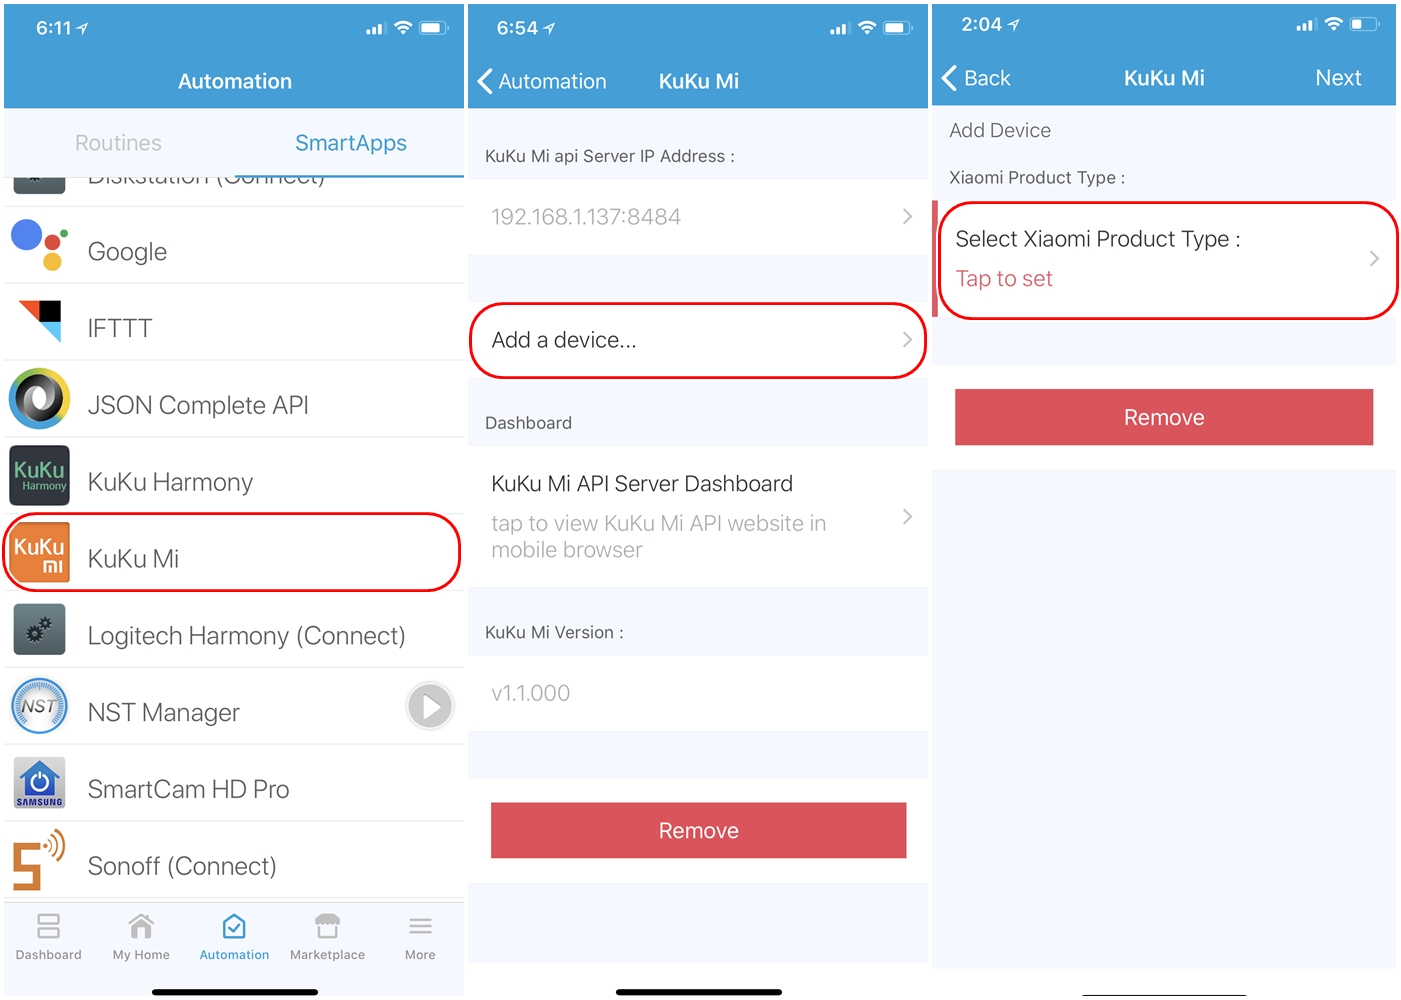 6:11
Automation
Routines
SmartApps
Diskstation (Connect)
Google
IFTTT
JSON Complete API
KuKu
Harmony
KuKu Harmony
KuKu
mi
KuKu Mi
Logitech Harmony (Connect)
NST
NST Manager
SAMSUNG
SmartCam HD Pro
Sonoff (Connect)
Dashboard
My Home
Automation
Marketplace
More
6:54
Automation
KuKu Mi
KuKu Mi api Server IP Address :
192.168.1.137:8484
Add a device...
Dashboard
KuKu Mi API Server Dashboard
tap to view KuKu Mi API website in
mobile browser
KuKu Mi Version :
v1.1.000
Remove
2:04
Back
KuKu Mi
Next
Add Device
Xiaomi Product Type :
Select Xiaomi Product Type :
Tap to set
Remove